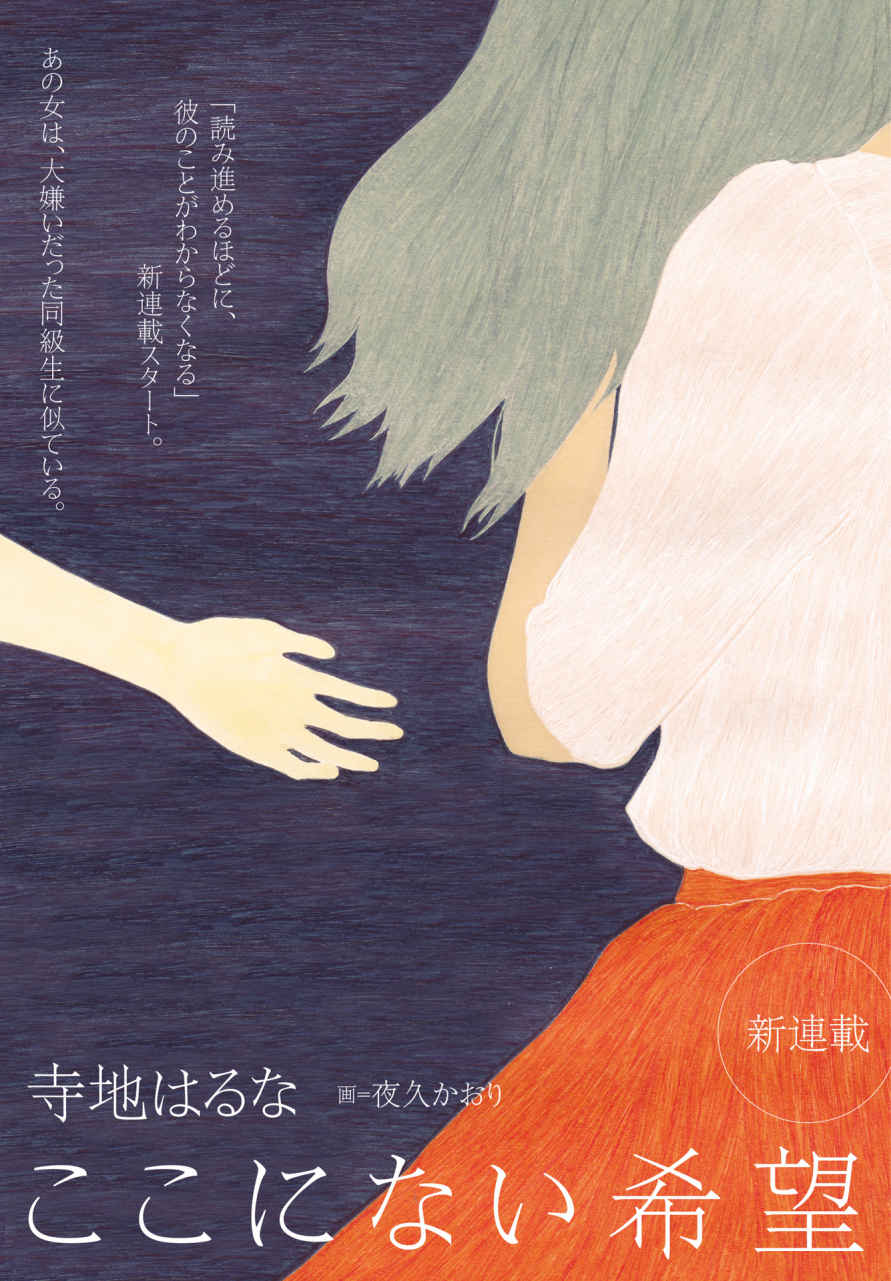 「読み進めるほどに、
彼のことがわからなくなる」
新連載スタート。
あの女は、大嫌いだった同級生に似ている。
新連載
寺地はるな
画=夜久かおり
ここにない希望